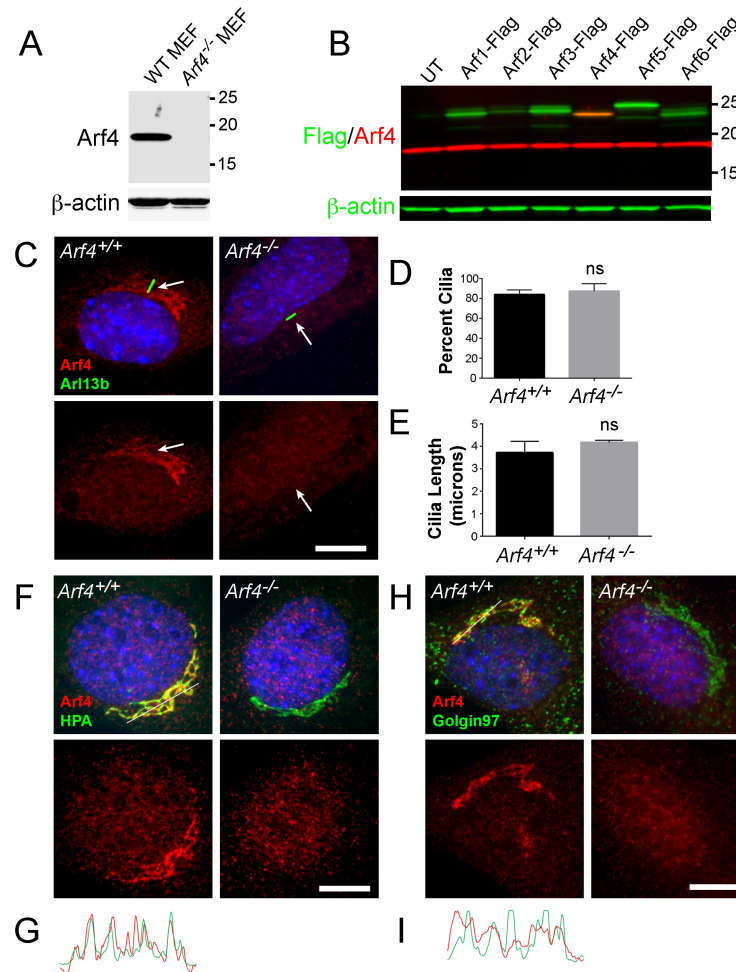 A
WT MEF
Arf4-/- MEF
Arf4
25
20
15
β-actin
B
UT
Arf1-Flag
Arf2-Flag
Arf3-Flag
Arf4-Flag
Arf5-Flag
Arf6-Flag
Flag/Arf4
25
20
15
β-actin
C
Arf4+/+
Arf4-/-
Arf4
Arl13b
D
Percent Cilia
100
80
60
40
20
0
ns
Arf4+/+
Arf4-/-
E
Cilia Length
(microns)
5
4
3
2
1
0
ns
Arf4+/+
Arf4-/-
F
Arf4+/+
Arf4-/-
Arf4
HPA
G
H
Arf4+/+
Arf4-/-
Arf4
Golgin97
I